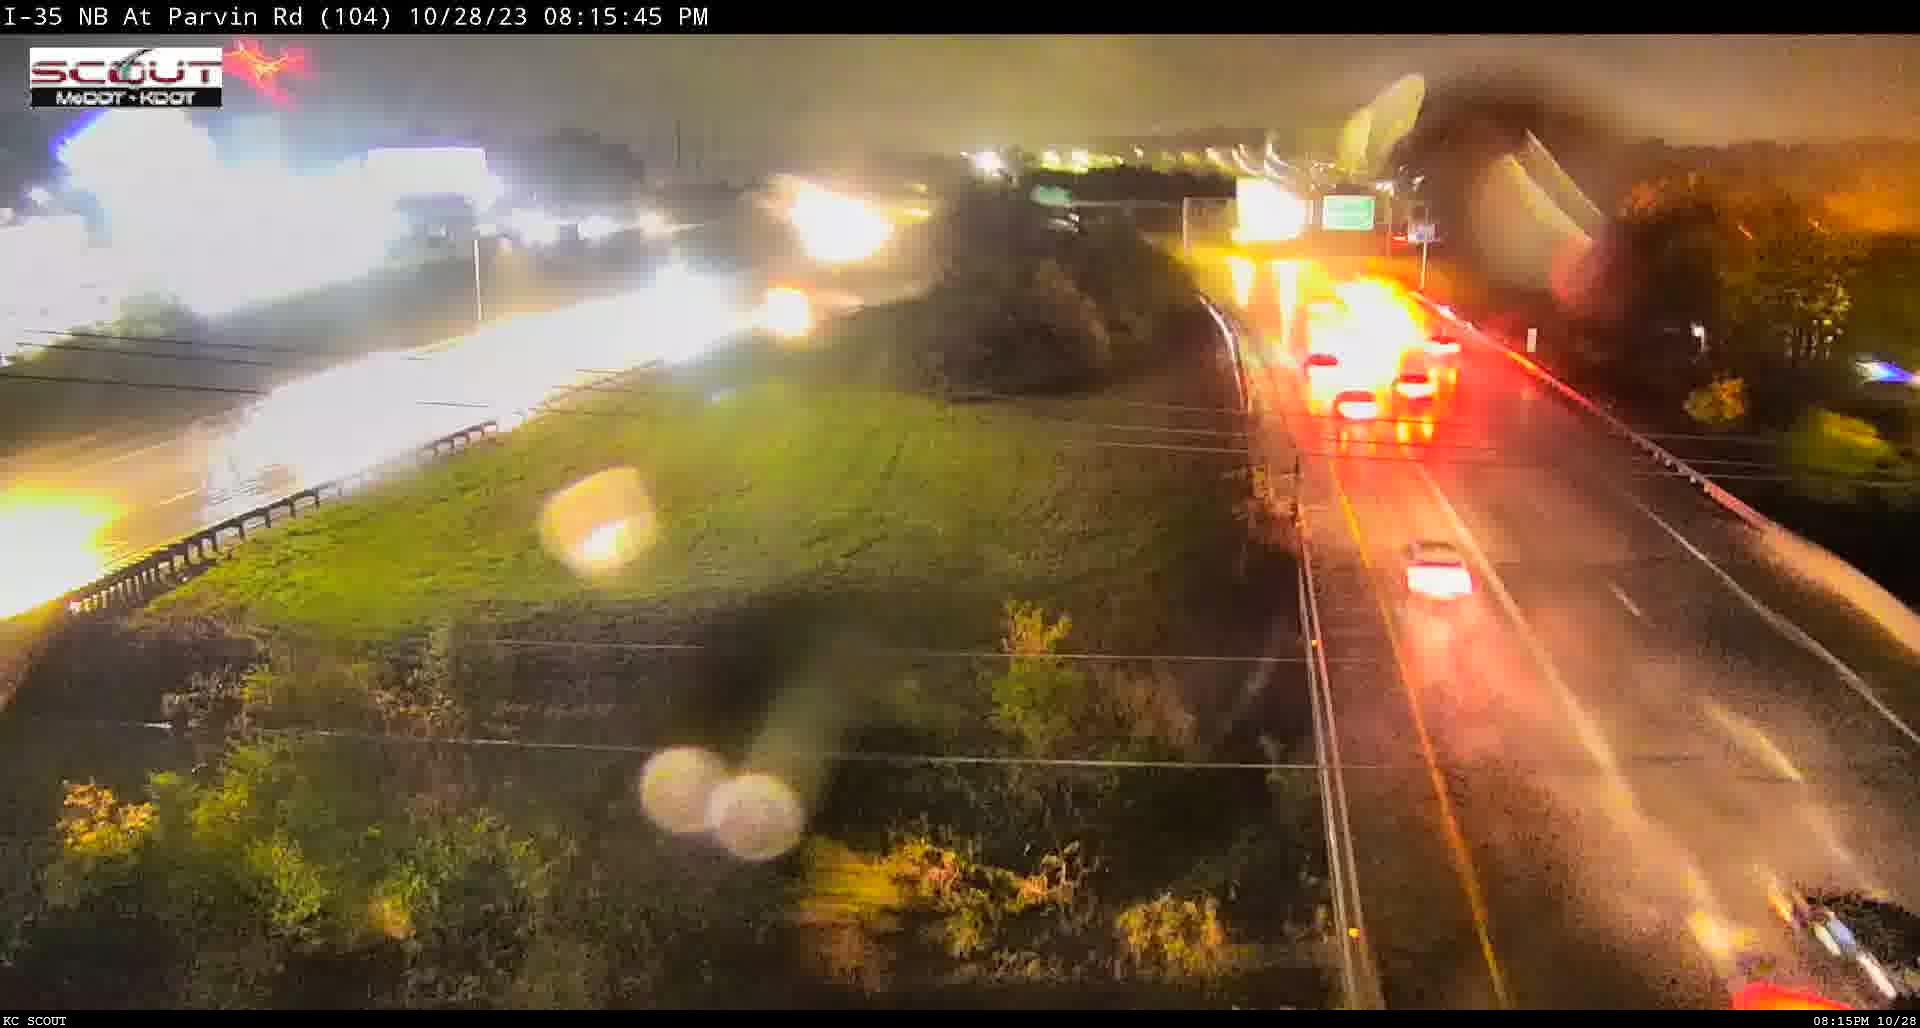 I-35 NB At Parvin Rd (104) 10/28/23 08:15:45 PM
SCOUT
MoDOT - KDOT
KC SCOUT
08:15PM 10/28